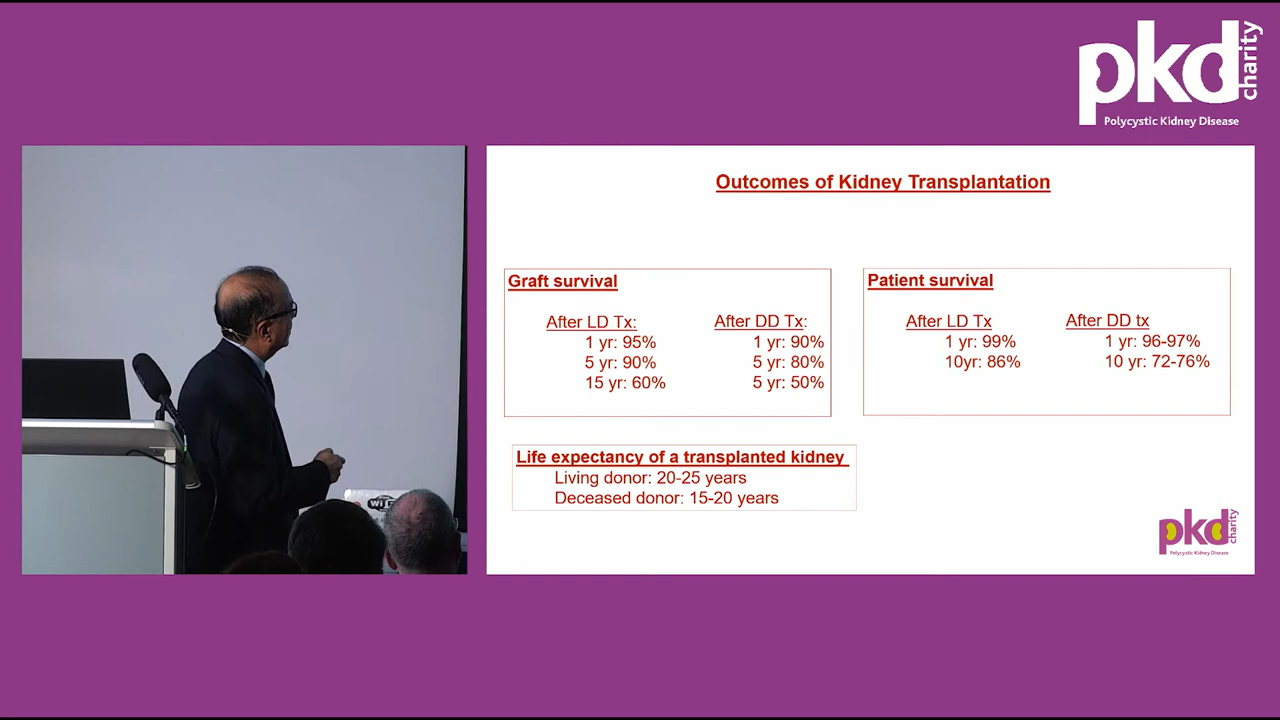 pkd
charity
Polycystic Kidney Disease
Outcomes of Kidney Transplantation
Graft survival
After LD Tx:
1 yr: 95%
5 yr: 90%
15 yr: 60%
After DD Tx:
1 yr: 90%
5 yr: 80%
5 yr: 50%
Patient survival
After LD Tx
1 yr: 99%
10yr: 86%
After DD tx
1 yr: 96-97%
10 yr: 72-76%
Life expectancy of a transplanted kidney
Living donor: 20-25 years
Deceased donor: 15-20 years
pkd
charity
Polycystic Kidney Disease